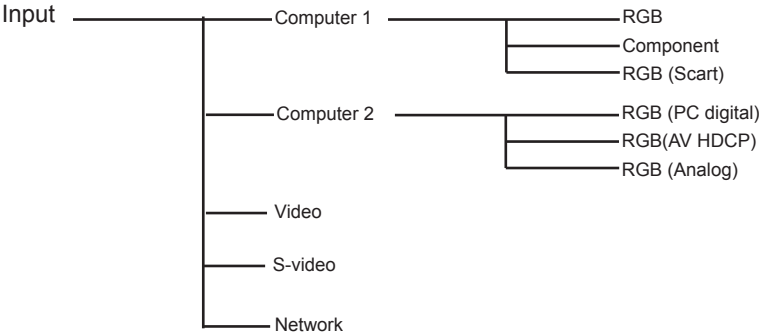 Input
Computer 1
RGB
Component
RGB (Scart)
Computer 2
RGB (PC digital)
RGB(AV HDCP)
RGB (Analog)
Video
S-video
Network